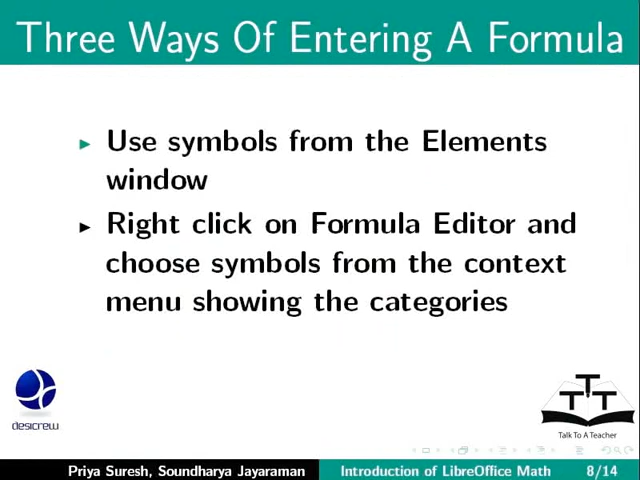 Three Ways Of Entering A Formula
Use symbols from the Elements
window
Right click on Formula Editor and
choose symbols from the context
menu showing the categories
desicrew
TTT
Talk To A Teacher
Priya Suresh, Soundharya Jayaraman Introduction of LibreOffice Math 8/14